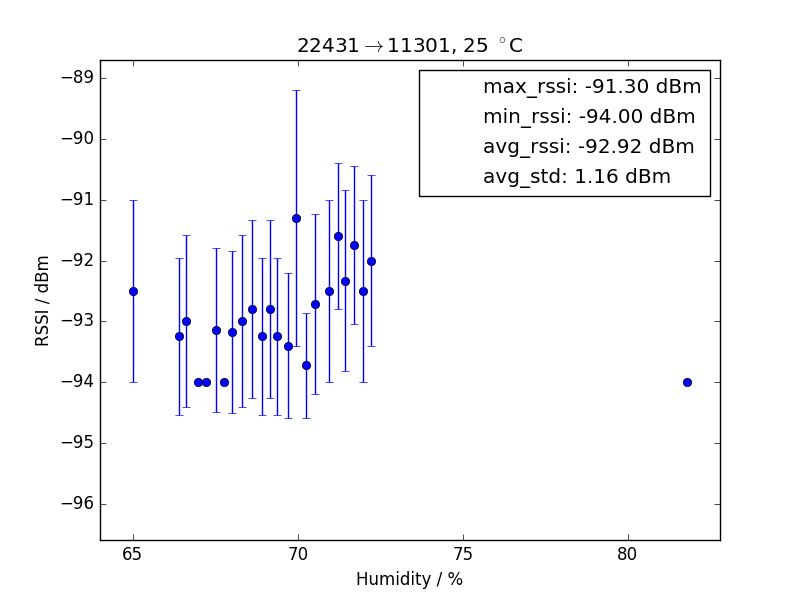 22431→11301, 25 °C
max_rssi: -91.30 dBm
min_rssi: -94.00 dBm
avg_rssi: -92.92 dBm
avg_std: 1.16 dBm
RSSI / dBm
−89
−90
−91
−92
−93
−94
−95
−96
65 70 75 80
Humidity / %